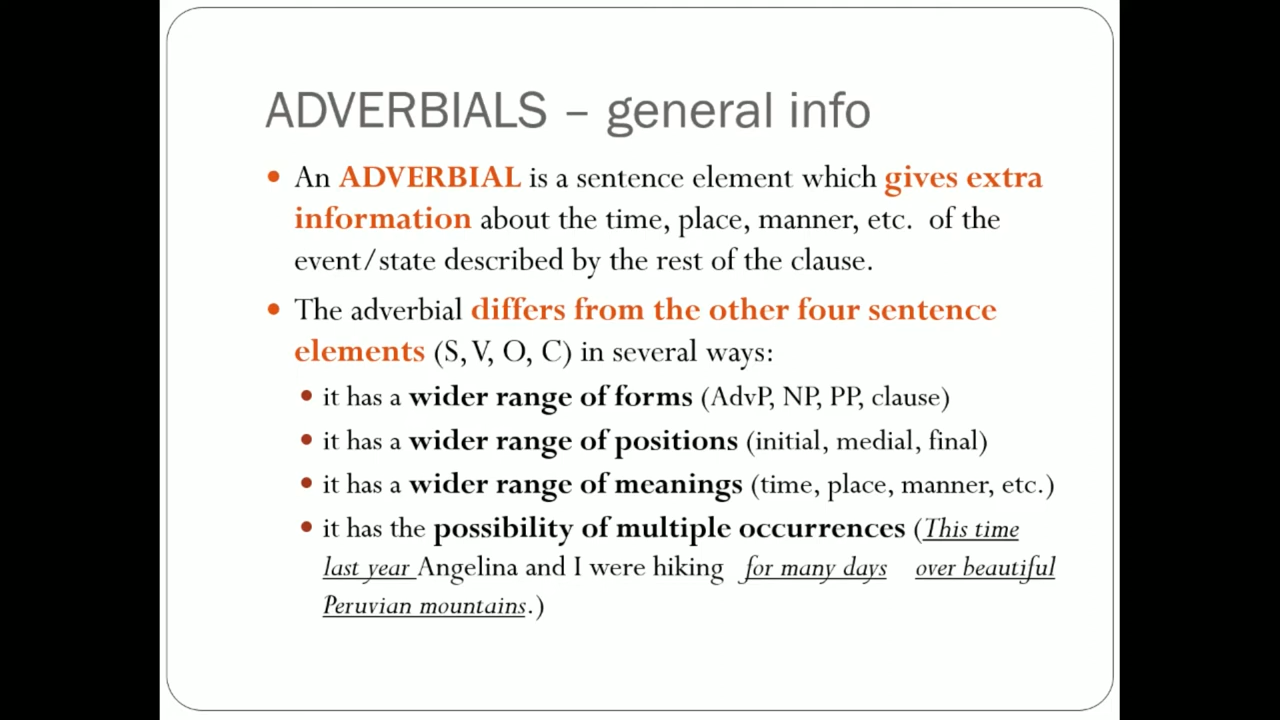 ADVERBIALS – general info
• An ADVERBIAL is a sentence element which gives extra
information about the time, place, manner, etc.  of the
event/state described by the rest of the clause.
• The adverbial differs from the other four sentence
elements (S, V, O, C) in several ways:
• it has a wider range of forms (AdvP, NP, PP, clause)
• it has a wider range of positions (initial, medial, final)
• it has a wider range of meanings (time, place, manner, etc.)
• it has the possibility of multiple occurrences (This time
last year Angelina and I were hiking  for many days   over beautiful
Peruvian mountains.)